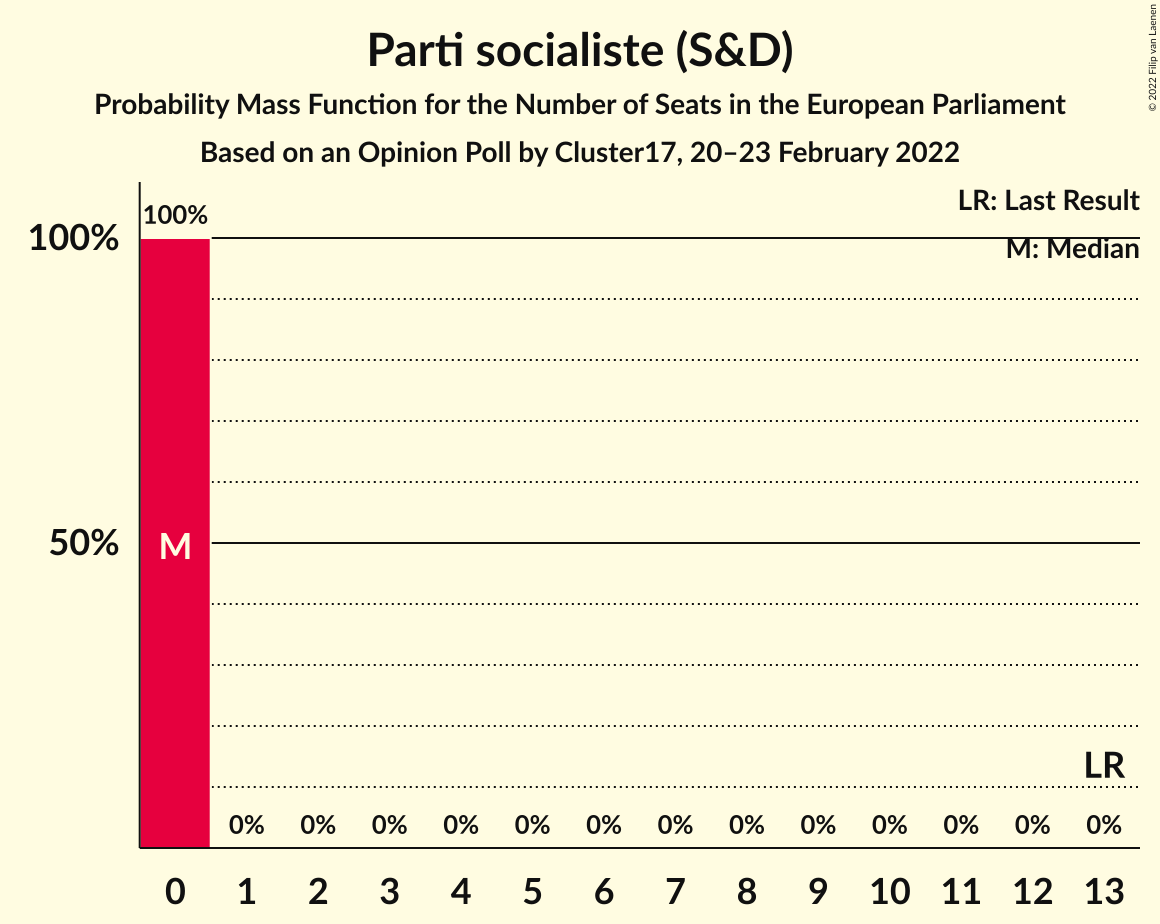 Parti socialiste (S&D)
Probability Mass Function for the Number of Seats in the European Parliament
Based on an Opinion Poll by Cluster17, 20–23 February 2022
© 2022 Filip van Laenen
LR: Last Result
M: Median
100%
100%
50%
M
LR
0% 0% 0% 0% 0% 0% 0% 0% 0% 0% 0% 0% 0%
0 1 2 3 4 5 6 7 8 9 10 11 12 13